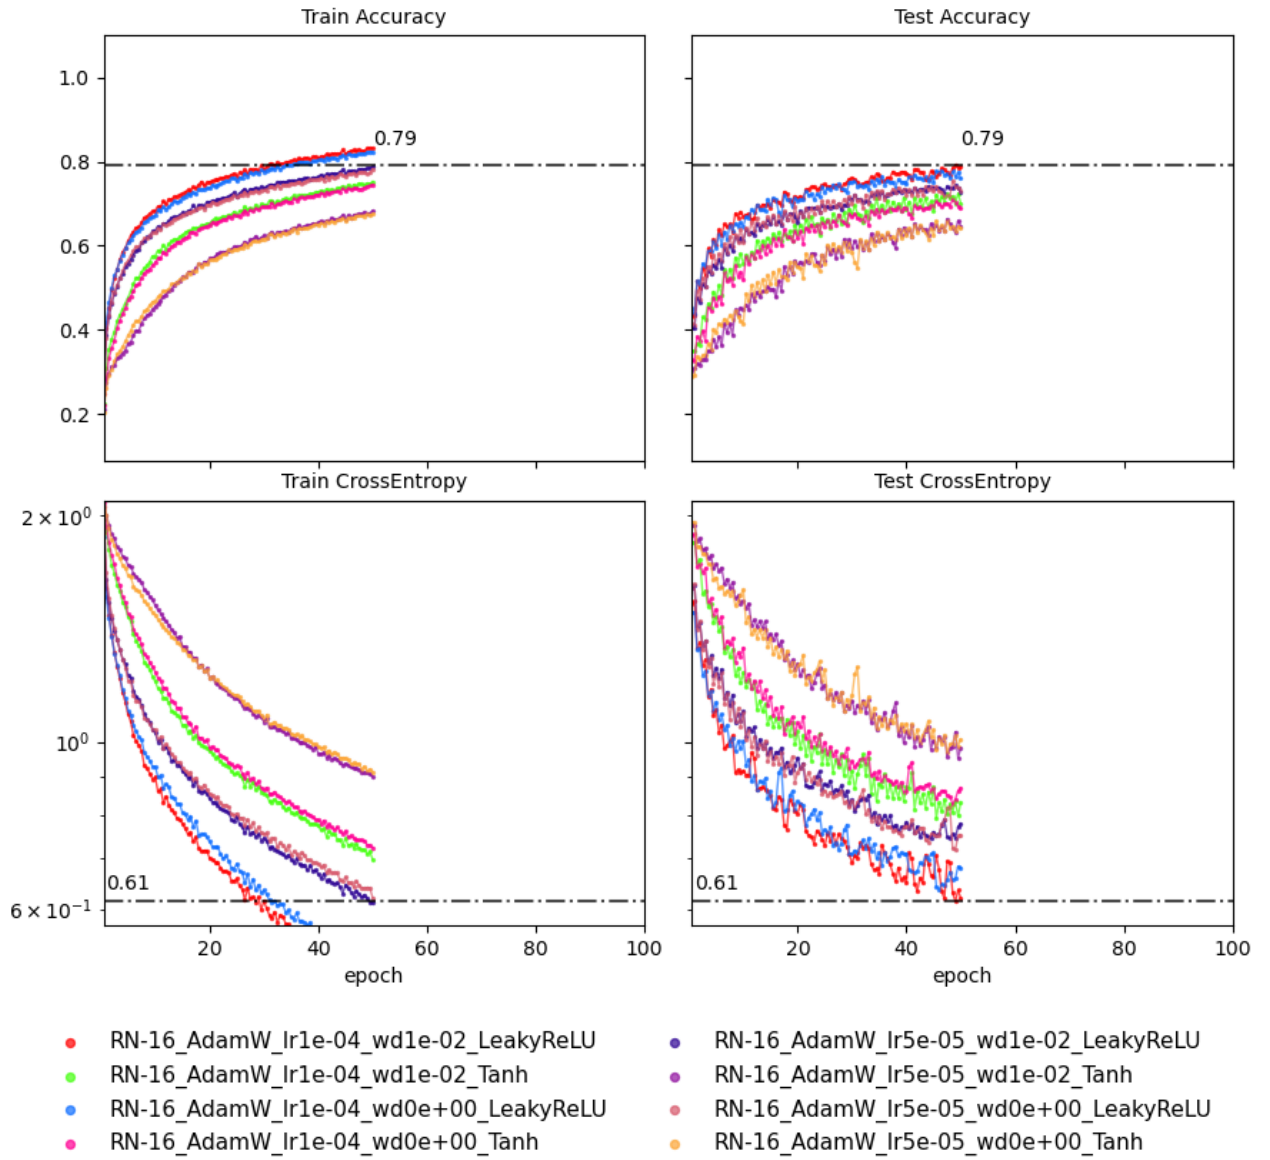 Train Accuracy
Test Accuracy
1.0
0.8
0.6
0.4
0.2
0.79
0.79
Train CrossEntropy
Test CrossEntropy
2 × 10⁰
10⁰
6 × 10⁻¹
0.61
0.61
20 40 60 80 100
20 40 60 80 100
epoch
epoch
RN-16_AdamW_lr1e-04_wd1e-02_LeakyReLU
RN-16_AdamW_lr1e-04_wd1e-02_Tanh
RN-16_AdamW_lr1e-04_wd0e+00_LeakyReLU
RN-16_AdamW_lr1e-04_wd0e+00_Tanh
RN-16_AdamW_lr5e-05_wd1e-02_LeakyReLU
RN-16_AdamW_lr5e-05_wd1e-02_Tanh
RN-16_AdamW_lr5e-05_wd0e+00_LeakyReLU
RN-16_AdamW_lr5e-05_wd0e+00_Tanh